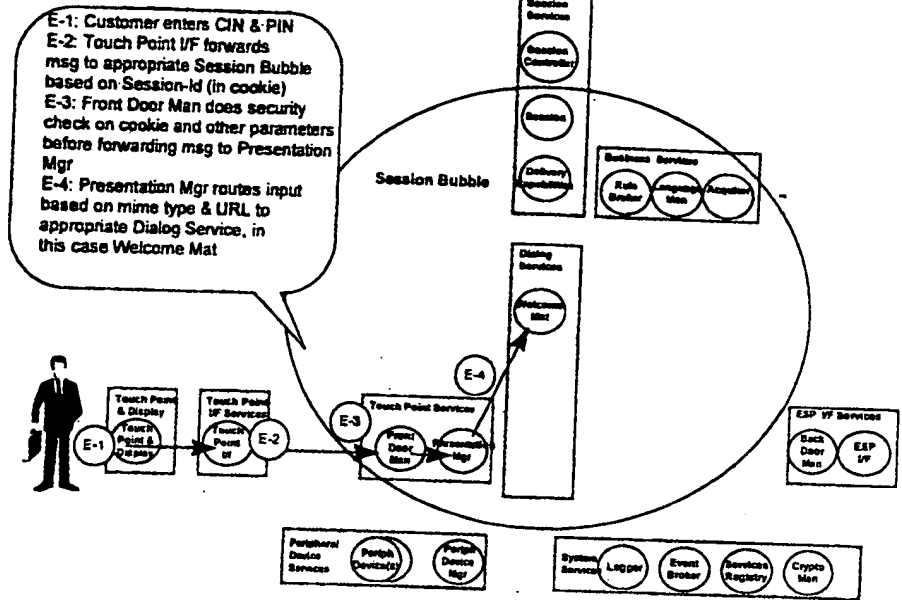 E-1: Customer enters CIN & PIN
E-2: Touch Point I/F forwards
msg to appropriate Session Bubble
based on Session-Id (in cookie)
E-3: Front Door Man does security
check on cookie and other parameters
before forwarding msg to Presentation
Mgr
E-4: Presentation Mgr routes input
based on mime type & URL to
appropriate Dialog Service, in
this case Welcome Mat
Session
Services
Session
Controller
Session
Delivery
Capabilities
Session Bubble
Business Services
Rule
Broker
Language
Man
Acquirer
Dialog
Services
Welcome
Mat
E-4
Touch Point
& Display
E-1
Touch
Point &
Display
Touch Point
I/F Services
Touch
Point
I/F
E-2
E-3
Touch Point Services
Front
Door
Man
Presentation
Mgr
ESP I/F Services
Back
Door
Man
ESP
I/F
Peripheral
Device
Services
Periph
Device(s)
Periph
Device
Mgr
System
Services
Logger
Event
Broker
Services
Registry
Crypto
Man